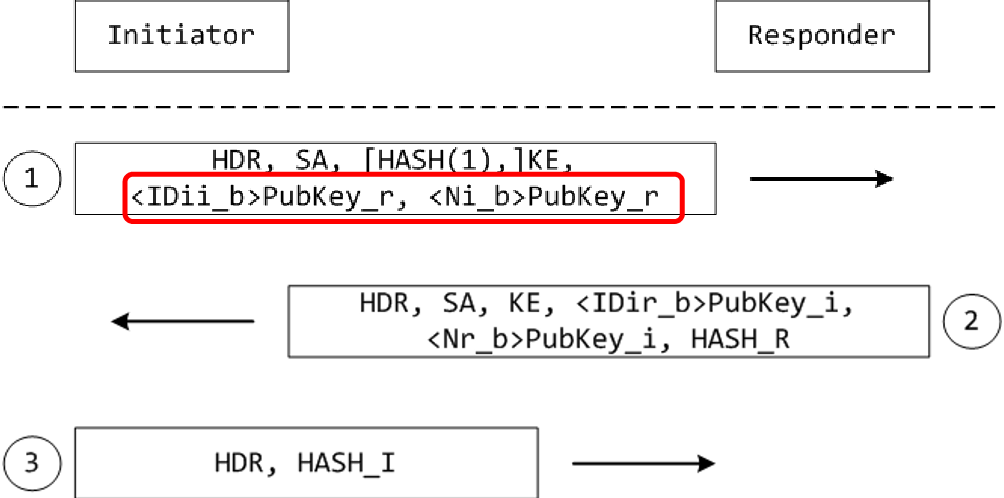 Initiator
Responder
1
HDR, SA, [HASH(1),]KE,
<IDii_b>PubKey_r, <Ni_b>PubKey_r
HDR, SA, KE, <IDir_b>PubKey_i,
<Nr_b>PubKey_i, HASH_R
2
3
HDR, HASH_I